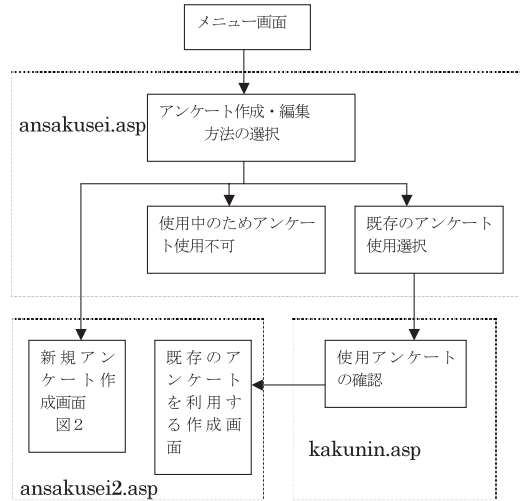 メニュー画面
ansakusei.asp
アンケート作成・編集
方法の選択
使用中のためアンケー
ト使用不可
既存のアンケート
使用選択
新規アン
ケート作
成画面
図２
既存のア
ンケート
を利用す
る作成画
面
使用アンケート
の確認
kakunin.asp
ansakusei2.asp